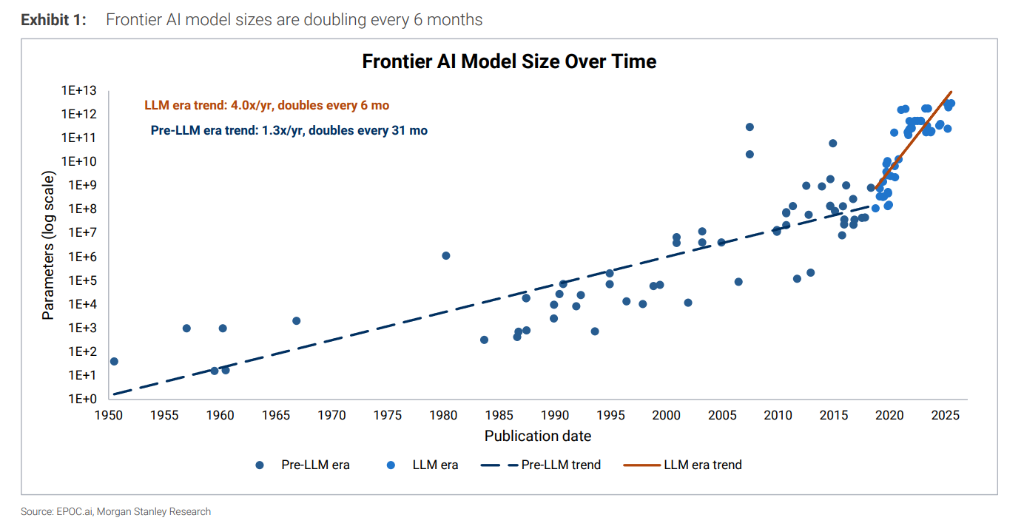 Exhibit 1: Frontier AI model sizes are doubling every 6 months
Frontier AI Model Size Over Time
LLM era trend: 4.0x/yr, doubles every 6 mo
Pre-LLM era trend: 1.3x/yr, doubles every 31 mo
Parameters (log scale)
1E+13
1E+12
1E+11
1E+10
1E+9
1E+8
1E+7
1E+6
1E+5
1E+4
1E+3
1E+2
1E+1
1E+0
1950 1955 1960 1965 1970 1975 1980 1985 1990 1995 2000 2005 2010 2015 2020 2025
Publication date
Pre-LLM era LLM era Pre-LLM trend LLM era trend
Source: EPOC.ai, Morgan Stanley Research